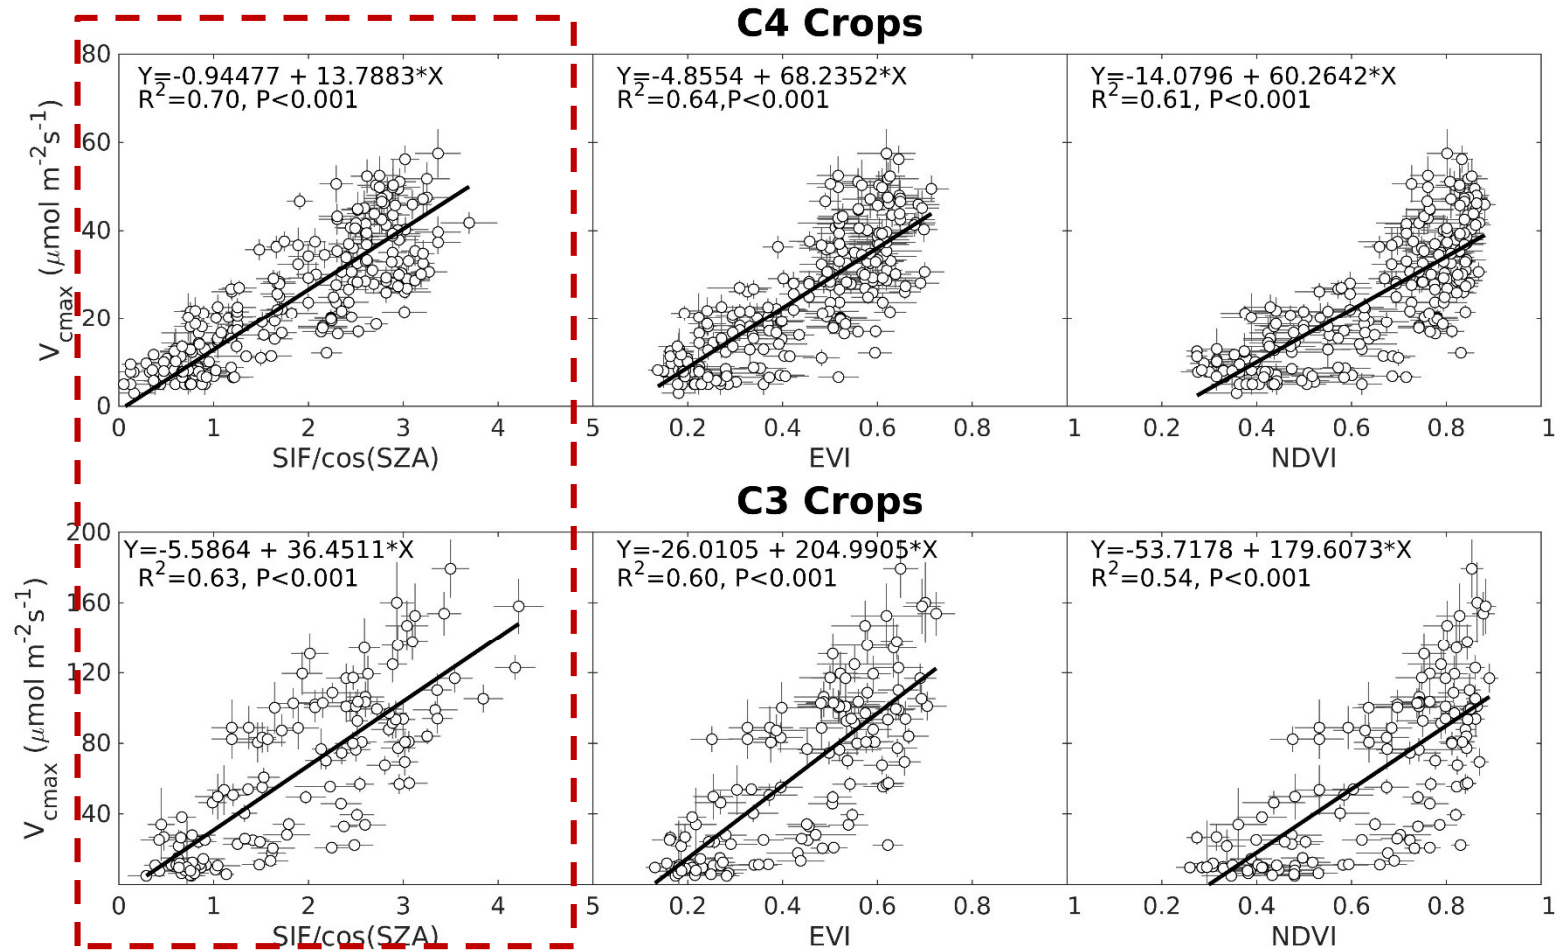 C4 Crops
Y=-0.94477 + 13.7883*X
R²=0.70, P<0.001
Y=-4.8554 + 68.2352*X
R²=0.64,P<0.001
Y=-14.0796 + 60.2642*X
R²=0.61, P<0.001
80
60
40
20
0
Vcmax (μmol m⁻²s⁻¹)
0 1 2 3 4 5 0.2 0.4 0.6 0.8 1 0.2 0.4 0.6 0.8 1
SIF/cos(SZA) EVI NDVI
C3 Crops
Y=-5.5864 + 36.4511*X
R²=0.63, P<0.001
Y=-26.0105 + 204.9905*X
R²=0.60, P<0.001
Y=-53.7178 + 179.6073*X
R²=0.54, P<0.001
200
160
120
80
40
Vcmax (μmol m⁻²s⁻¹)
0 1 2 3 4 5 0.2 0.4 0.6 0.8 1 0.2 0.4 0.6 0.8 1
SIF/cos(SZA) EVI NDVI